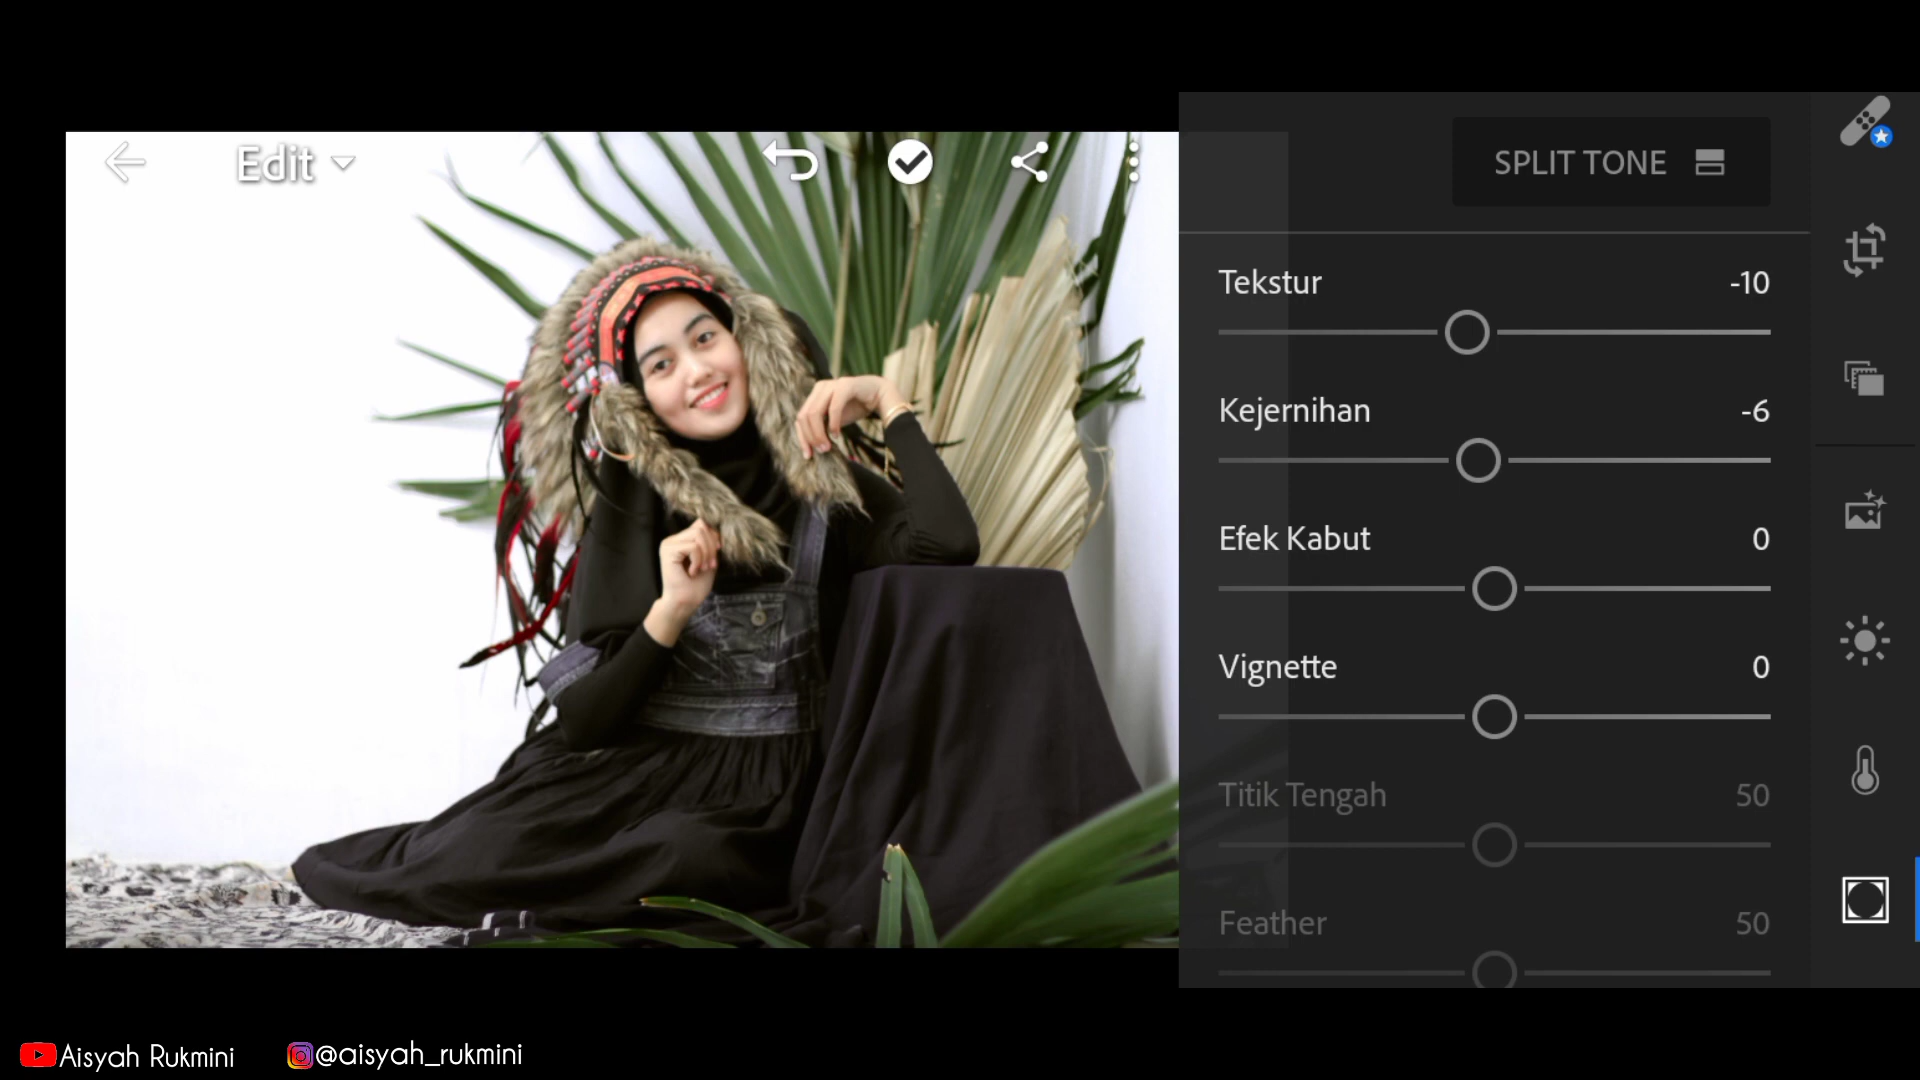 Edit
SPLIT TONE
Tekstur -10
Kejernihan -6
Efek Kabut 0
Vignette 0
Titik Tengah 50
Feather 50
Aisyah Rukmini @aisyah_rukmini